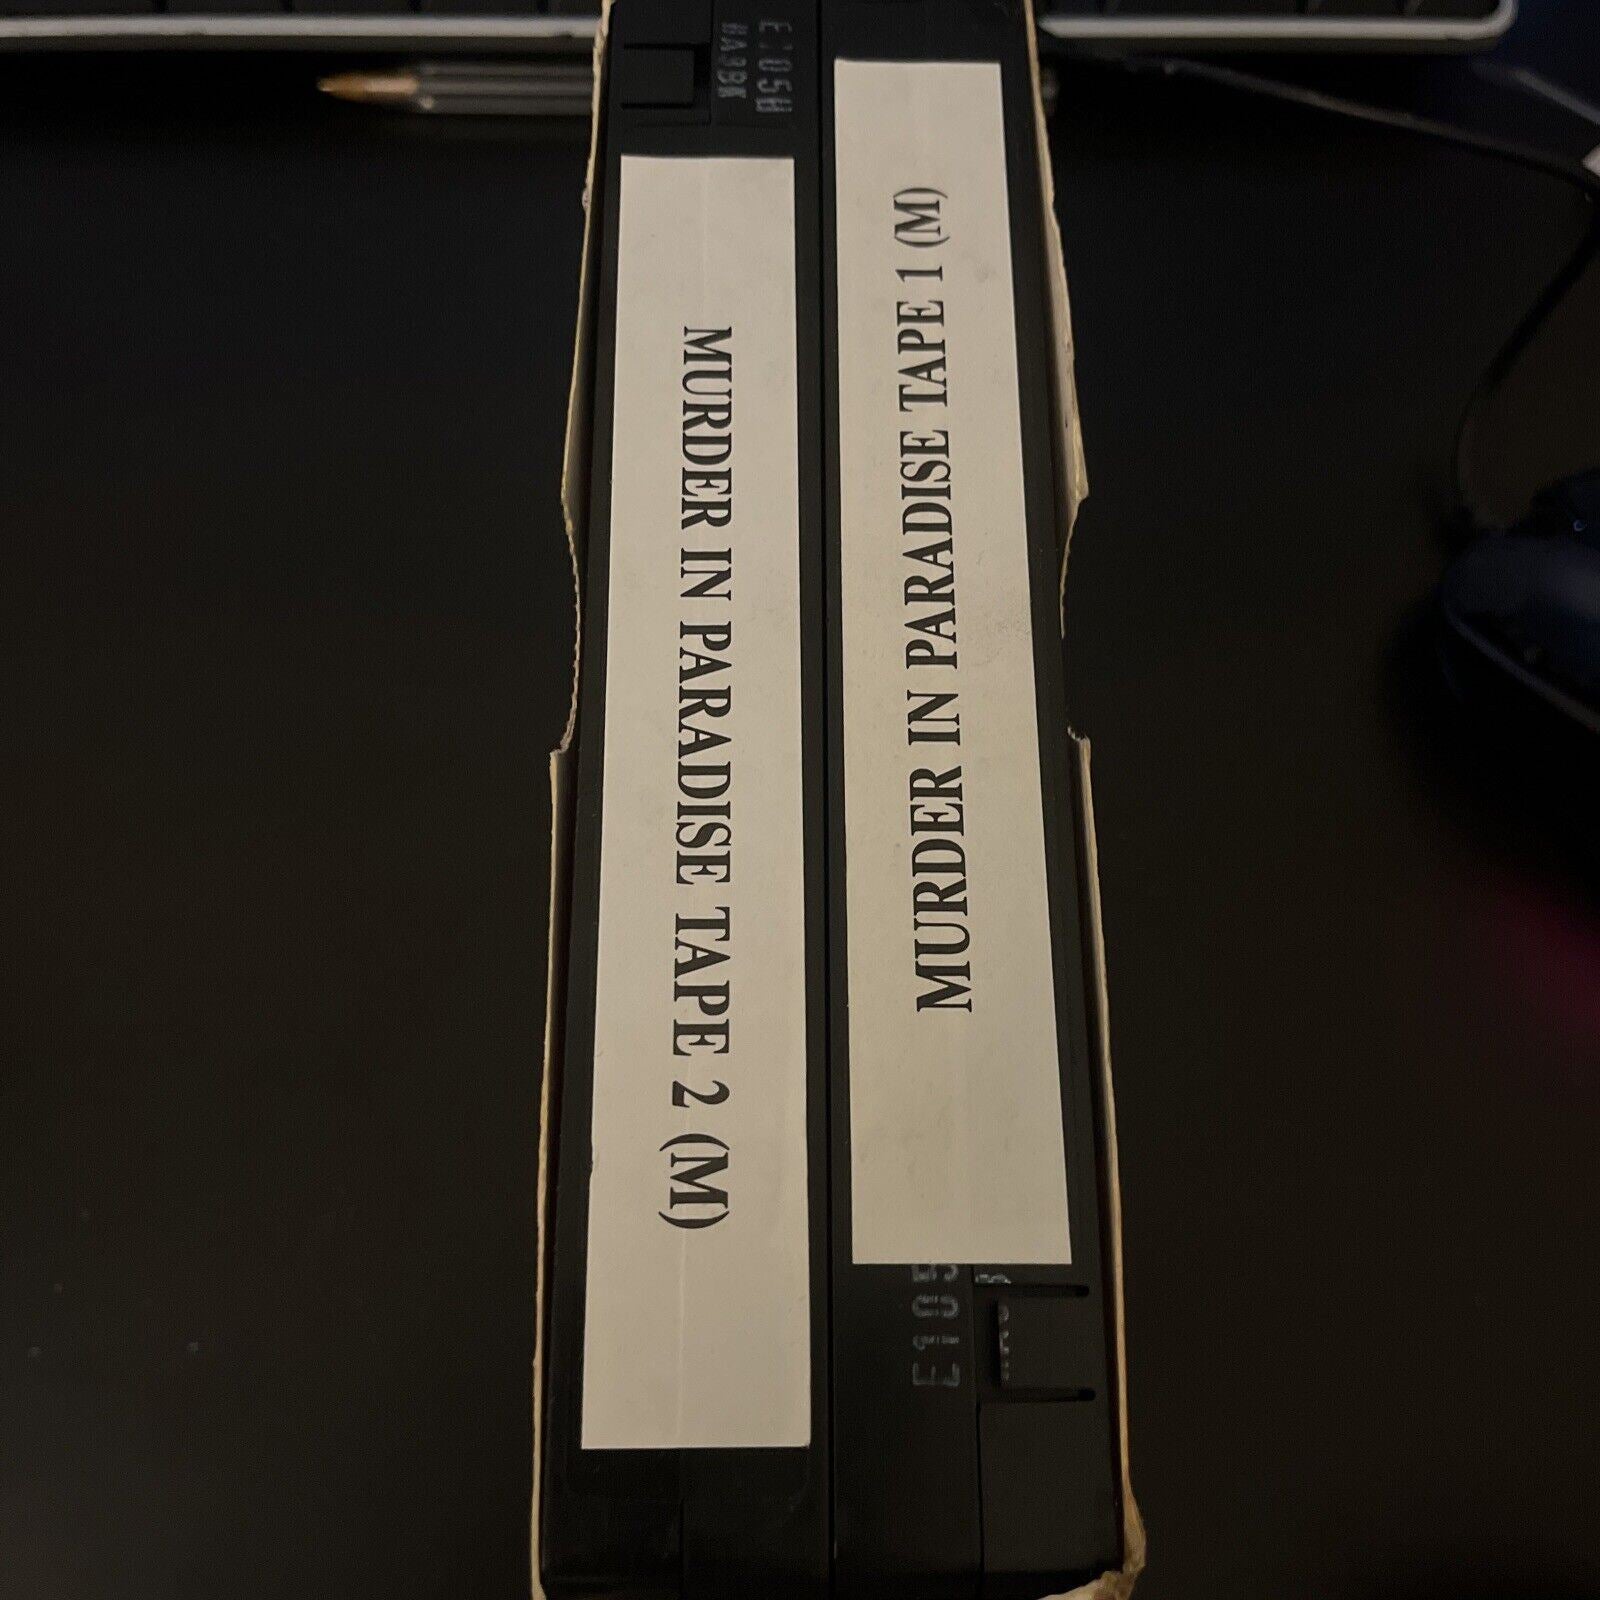 MURDER IN PARADISE TAPE 2 (M)
MURDER IN PARADISE TAPE 1 (M)